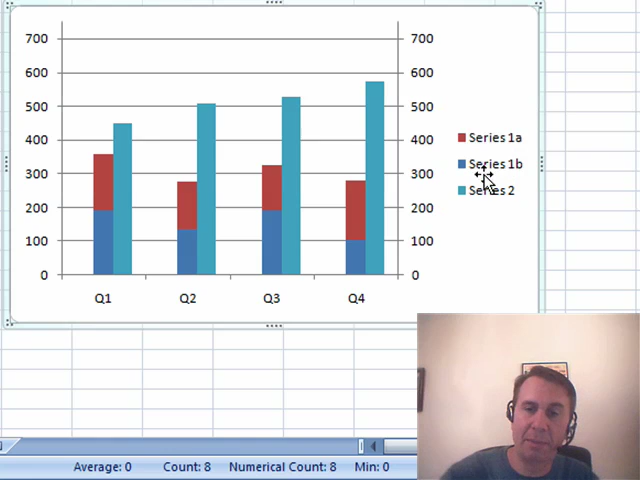 700 700
600 600
500 500
400 400
Series 1a
300 300
Series 1b
200 200
Series 2
100 100
0 0
Q1 Q2 Q3 Q4
Average: 0 Count: 8 Numerical Count: 8 Min: 0